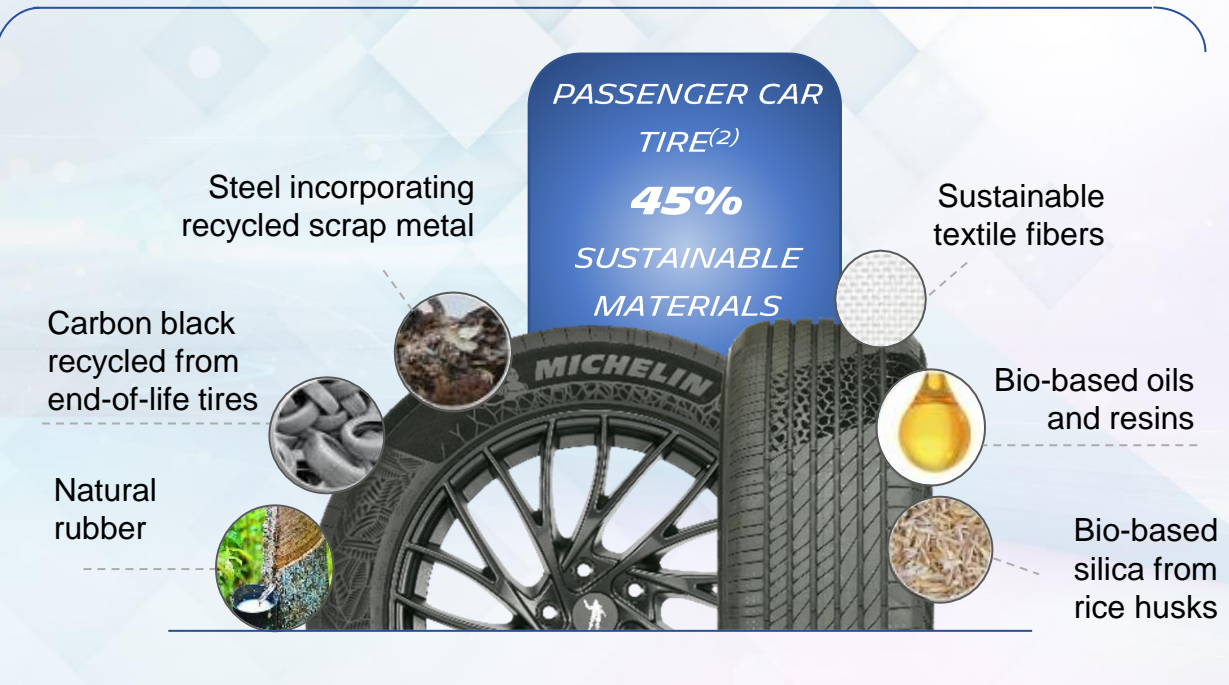 PASSENGER CAR
TIRE(2)
45%
SUSTAINABLE
MATERIALS
Steel incorporating
recycled scrap metal
Carbon black
recycled from
end-of-life tires
Natural
rubber
Sustainable
textile fibers
Bio-based oils
and resins
Bio-based
silica from
rice husks
MICHELIN